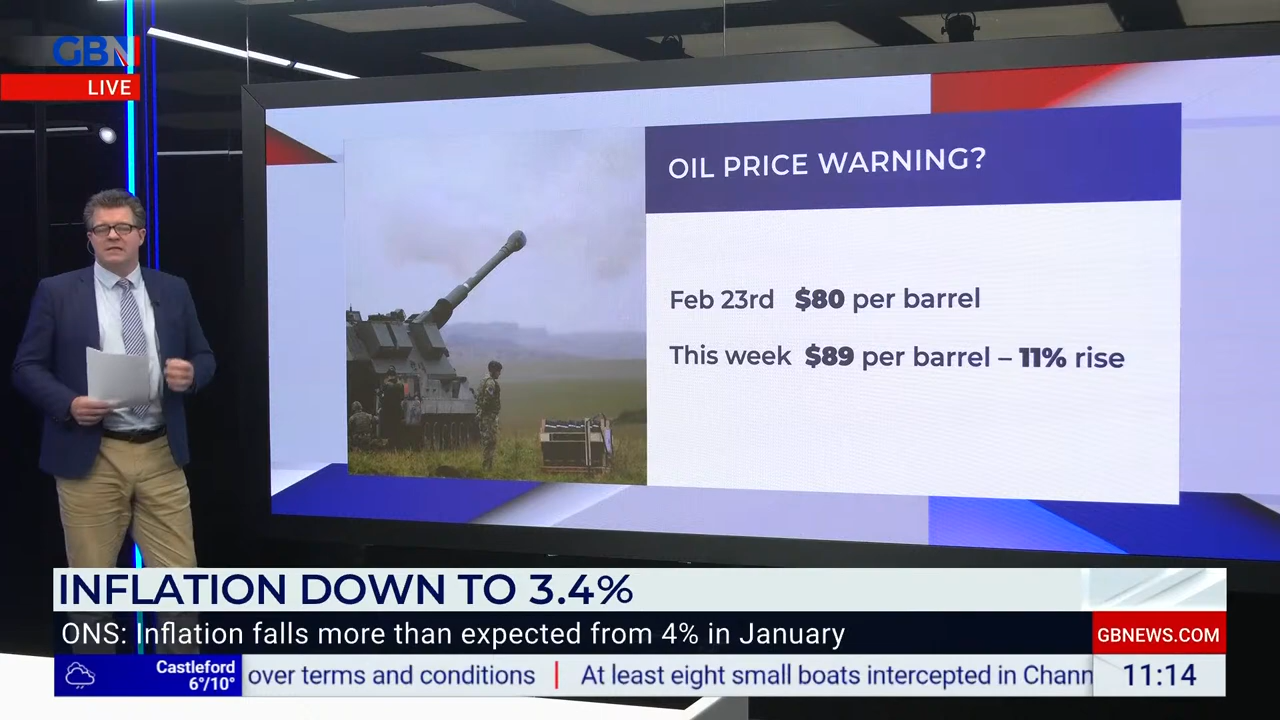 GBN
LIVE
OIL PRICE WARNING?
Feb 23rd $80 per barrel
This week $89 per barrel – 11% rise
INFLATION DOWN TO 3.4%
ONS: Inflation falls more than expected from 4% in January
GBNEWS.COM
Castleford
6°/10°
over terms and conditions | At least eight small boats intercepted in Chann
11:14